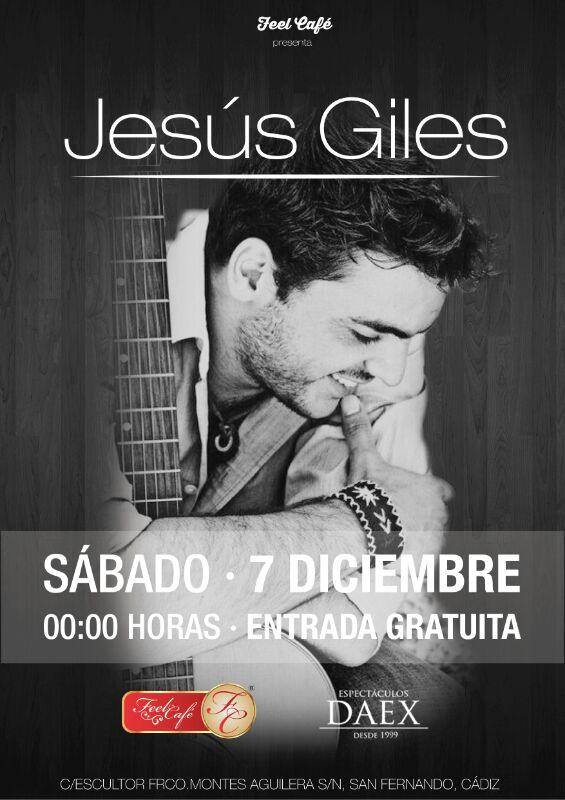 Feel Café
presenta
Jesús Giles
SÁBADO · 7 DICIEMBRE
00:00 HORAS · ENTRADA GRATUITA
Feel Café FC ®
ESPECTÁCULOS
DAEX
DESDE 1999
C/ESCULTOR FRCO.MONTES AGUILERA S/N, SAN FERNANDO, CÁDIZ